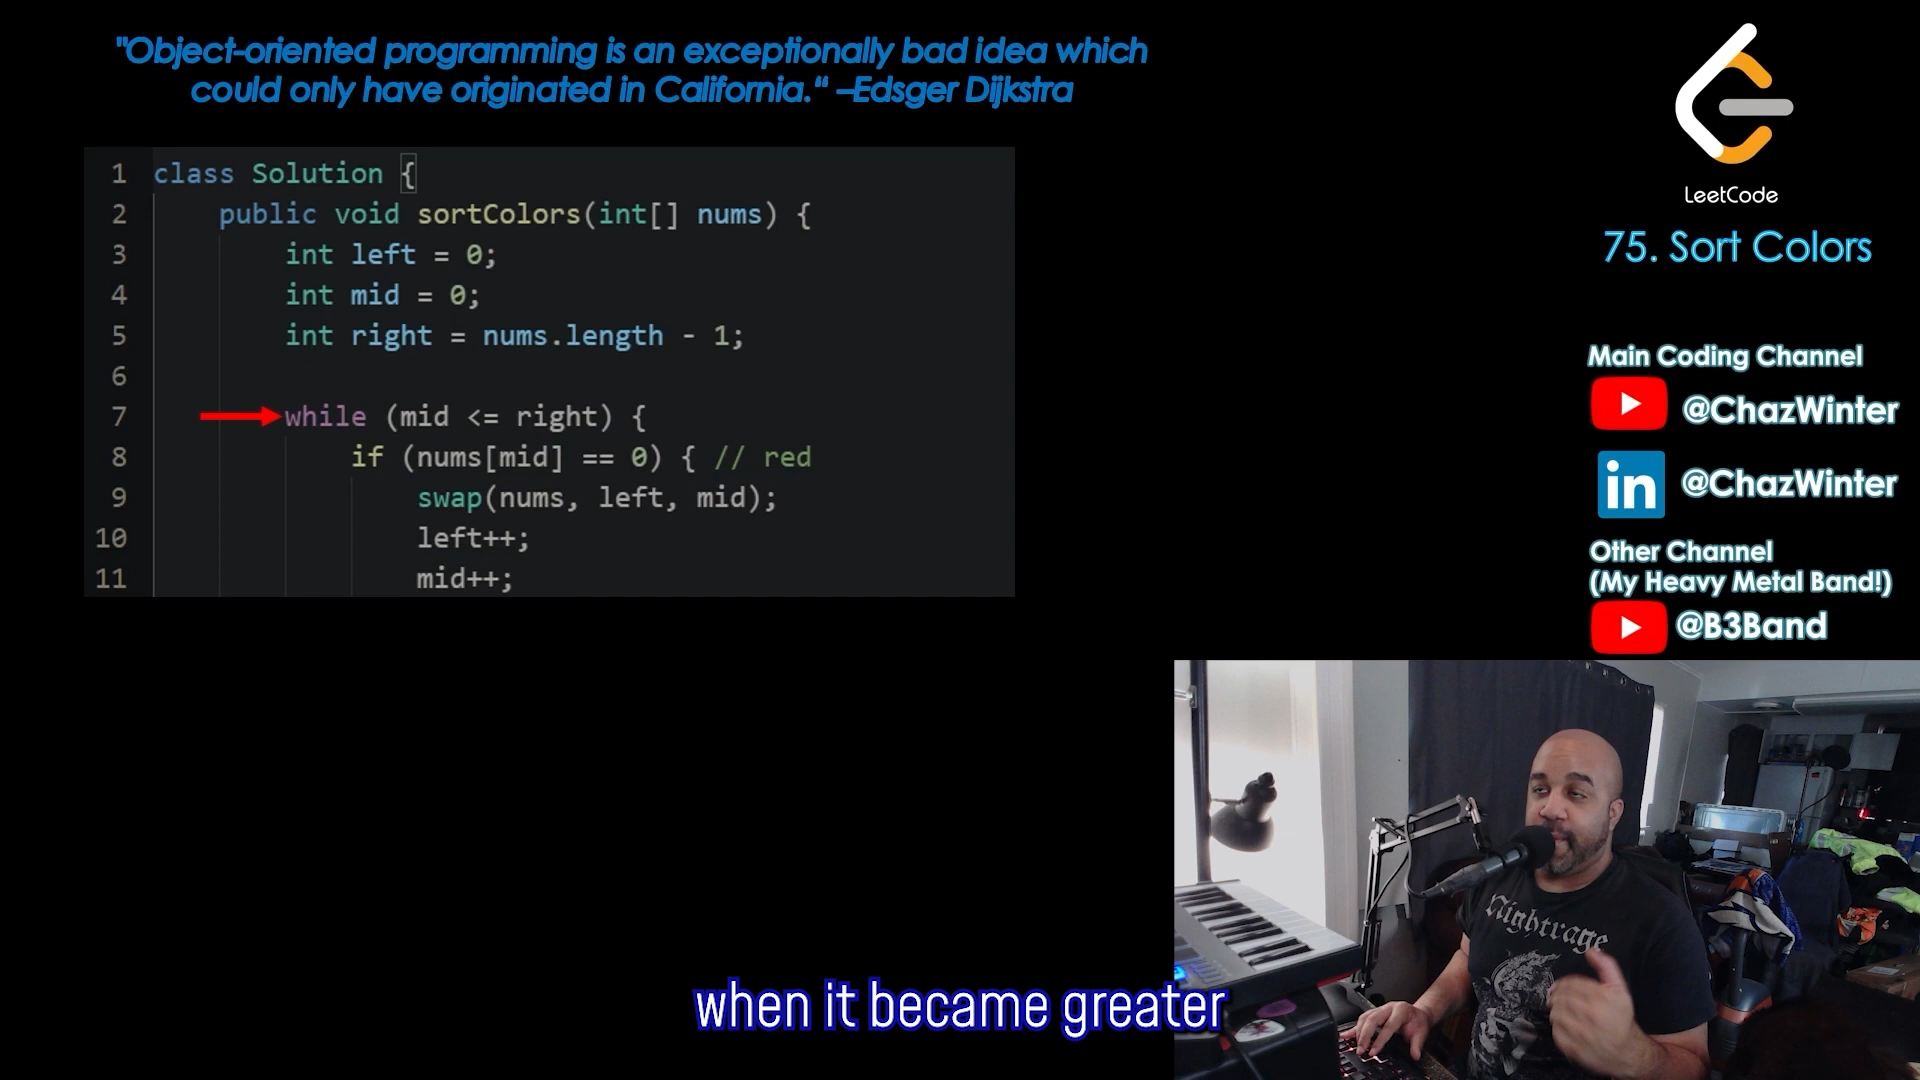 "Object-oriented programming is an exceptionally bad idea which
could only have originated in California.“ –Edsger Dijkstra
1 class Solution {
2 public void sortColors(int[] nums) {
3 int left = 0;
4 int mid = 0;
5 int right = nums.length - 1;
6
7 while (mid <= right) {
8 if (nums[mid] == 0) { // red
9 swap(nums, left, mid);
10 left++;
11 mid++;
LeetCode
75. Sort Colors
Main Coding Channel
@ChazWinter
in @ChazWinter
Other Channel
(My Heavy Metal Band!)
@B3Band
Nightrage
when it became greater